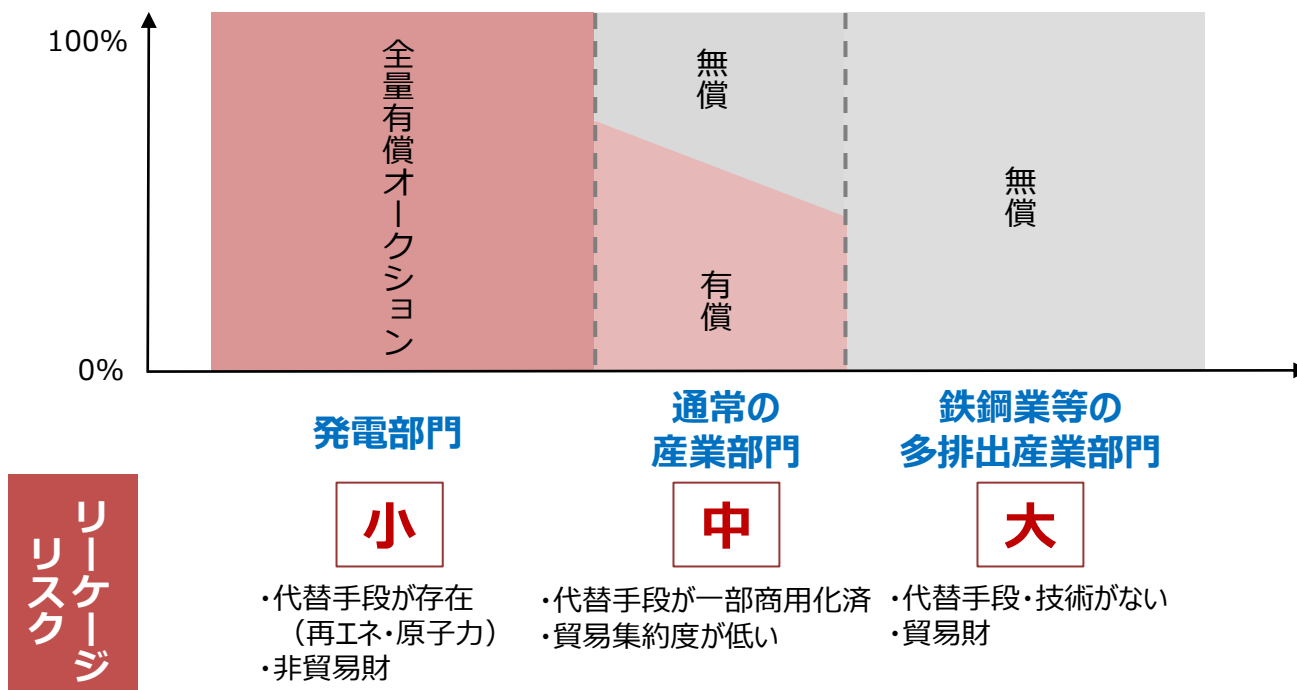 100%
0%
全量有償オークション
無償
有償
無償
発電部門
通常の
産業部門
鉄鋼業等の
多排出産業部門
リーケージ
リスク
小
中
大
・代替手段が存在
（再エネ・原子力）
・非貿易財
・代替手段が一部商用化済
・貿易集約度が低い
・代替手段・技術がない
・貿易財